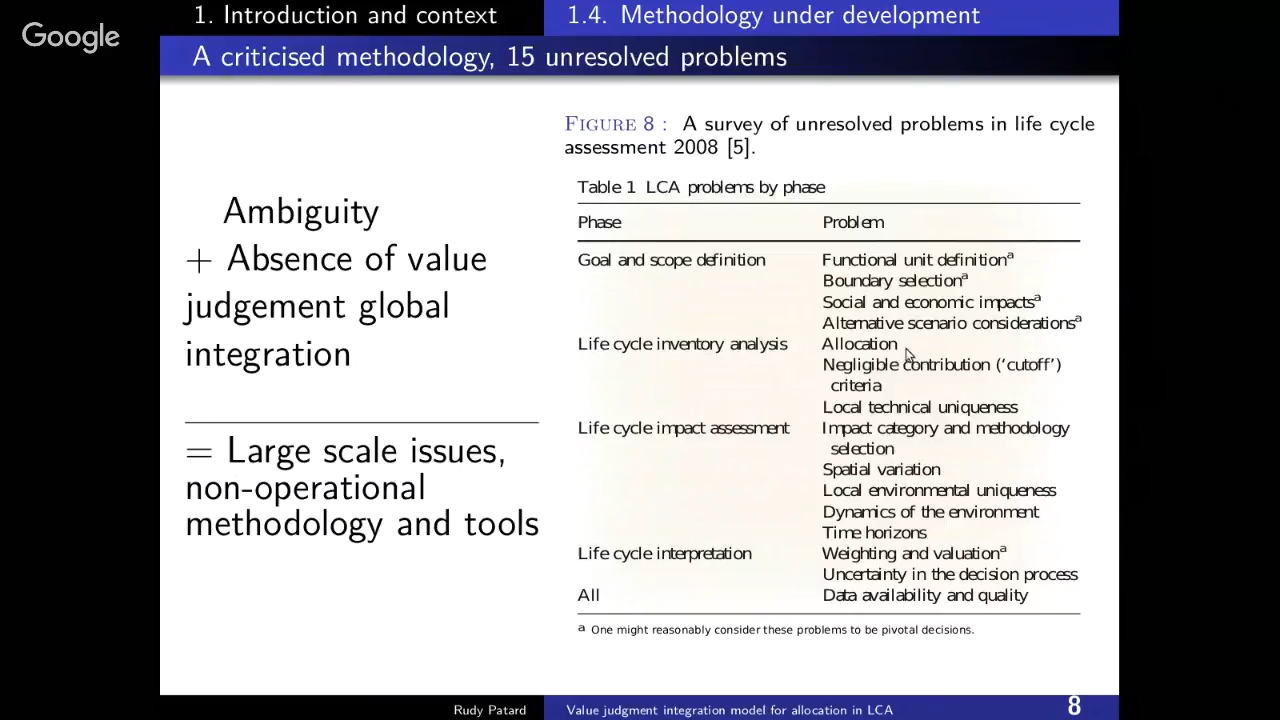 Google
1. Introduction and context
1.4. Methodology under development
A criticised methodology, 15 unresolved problems
Ambiguity
+ Absence of value
judgement global
integration
= Large scale issues,
non-operational
methodology and tools
FIGURE 8 : A survey of unresolved problems in life cycle
assessment 2008 [5].
Table 1 LCA problems by phase
Phase Problem
Goal and scope definition Functional unit definitionᵃ
Boundary selectionᵃ
Social and economic impactsᵃ
Alternative scenario considerationsᵃ
Life cycle inventory analysis Allocation
Negligible contribution (‘cutoff’)
criteria
Local technical uniqueness
Life cycle impact assessment Impact category and methodology
selection
Spatial variation
Local environmental uniqueness
Dynamics of the environment
Time horizons
Life cycle interpretation Weighting and valuationᵃ
Uncertainty in the decision process
All Data availability and quality
ᵃ One might reasonably consider these problems to be pivotal decisions.
Rudy Patard
Value judgment integration model for allocation in LCA
8